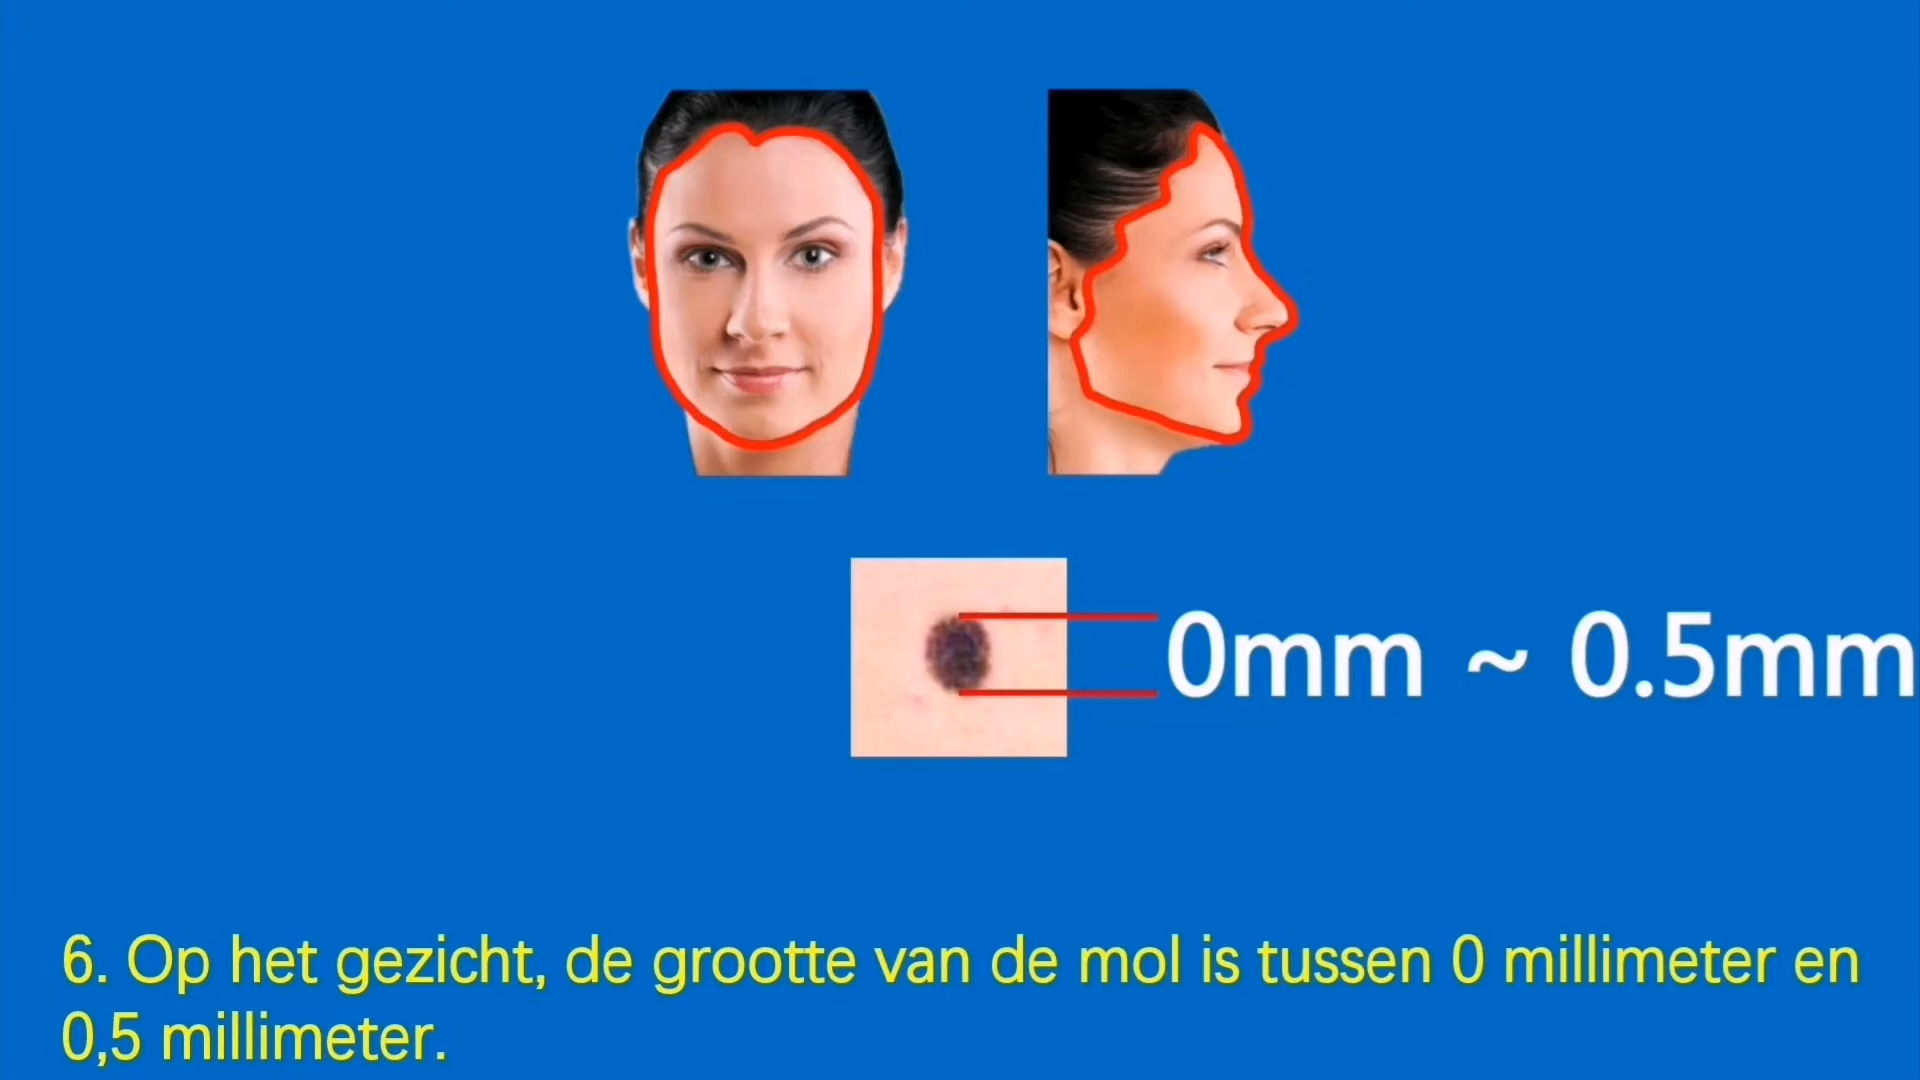 0mm ~ 0.5mm
6. Op het gezicht, de grootte van de mol is tussen 0 millimeter en
0,5 millimeter.